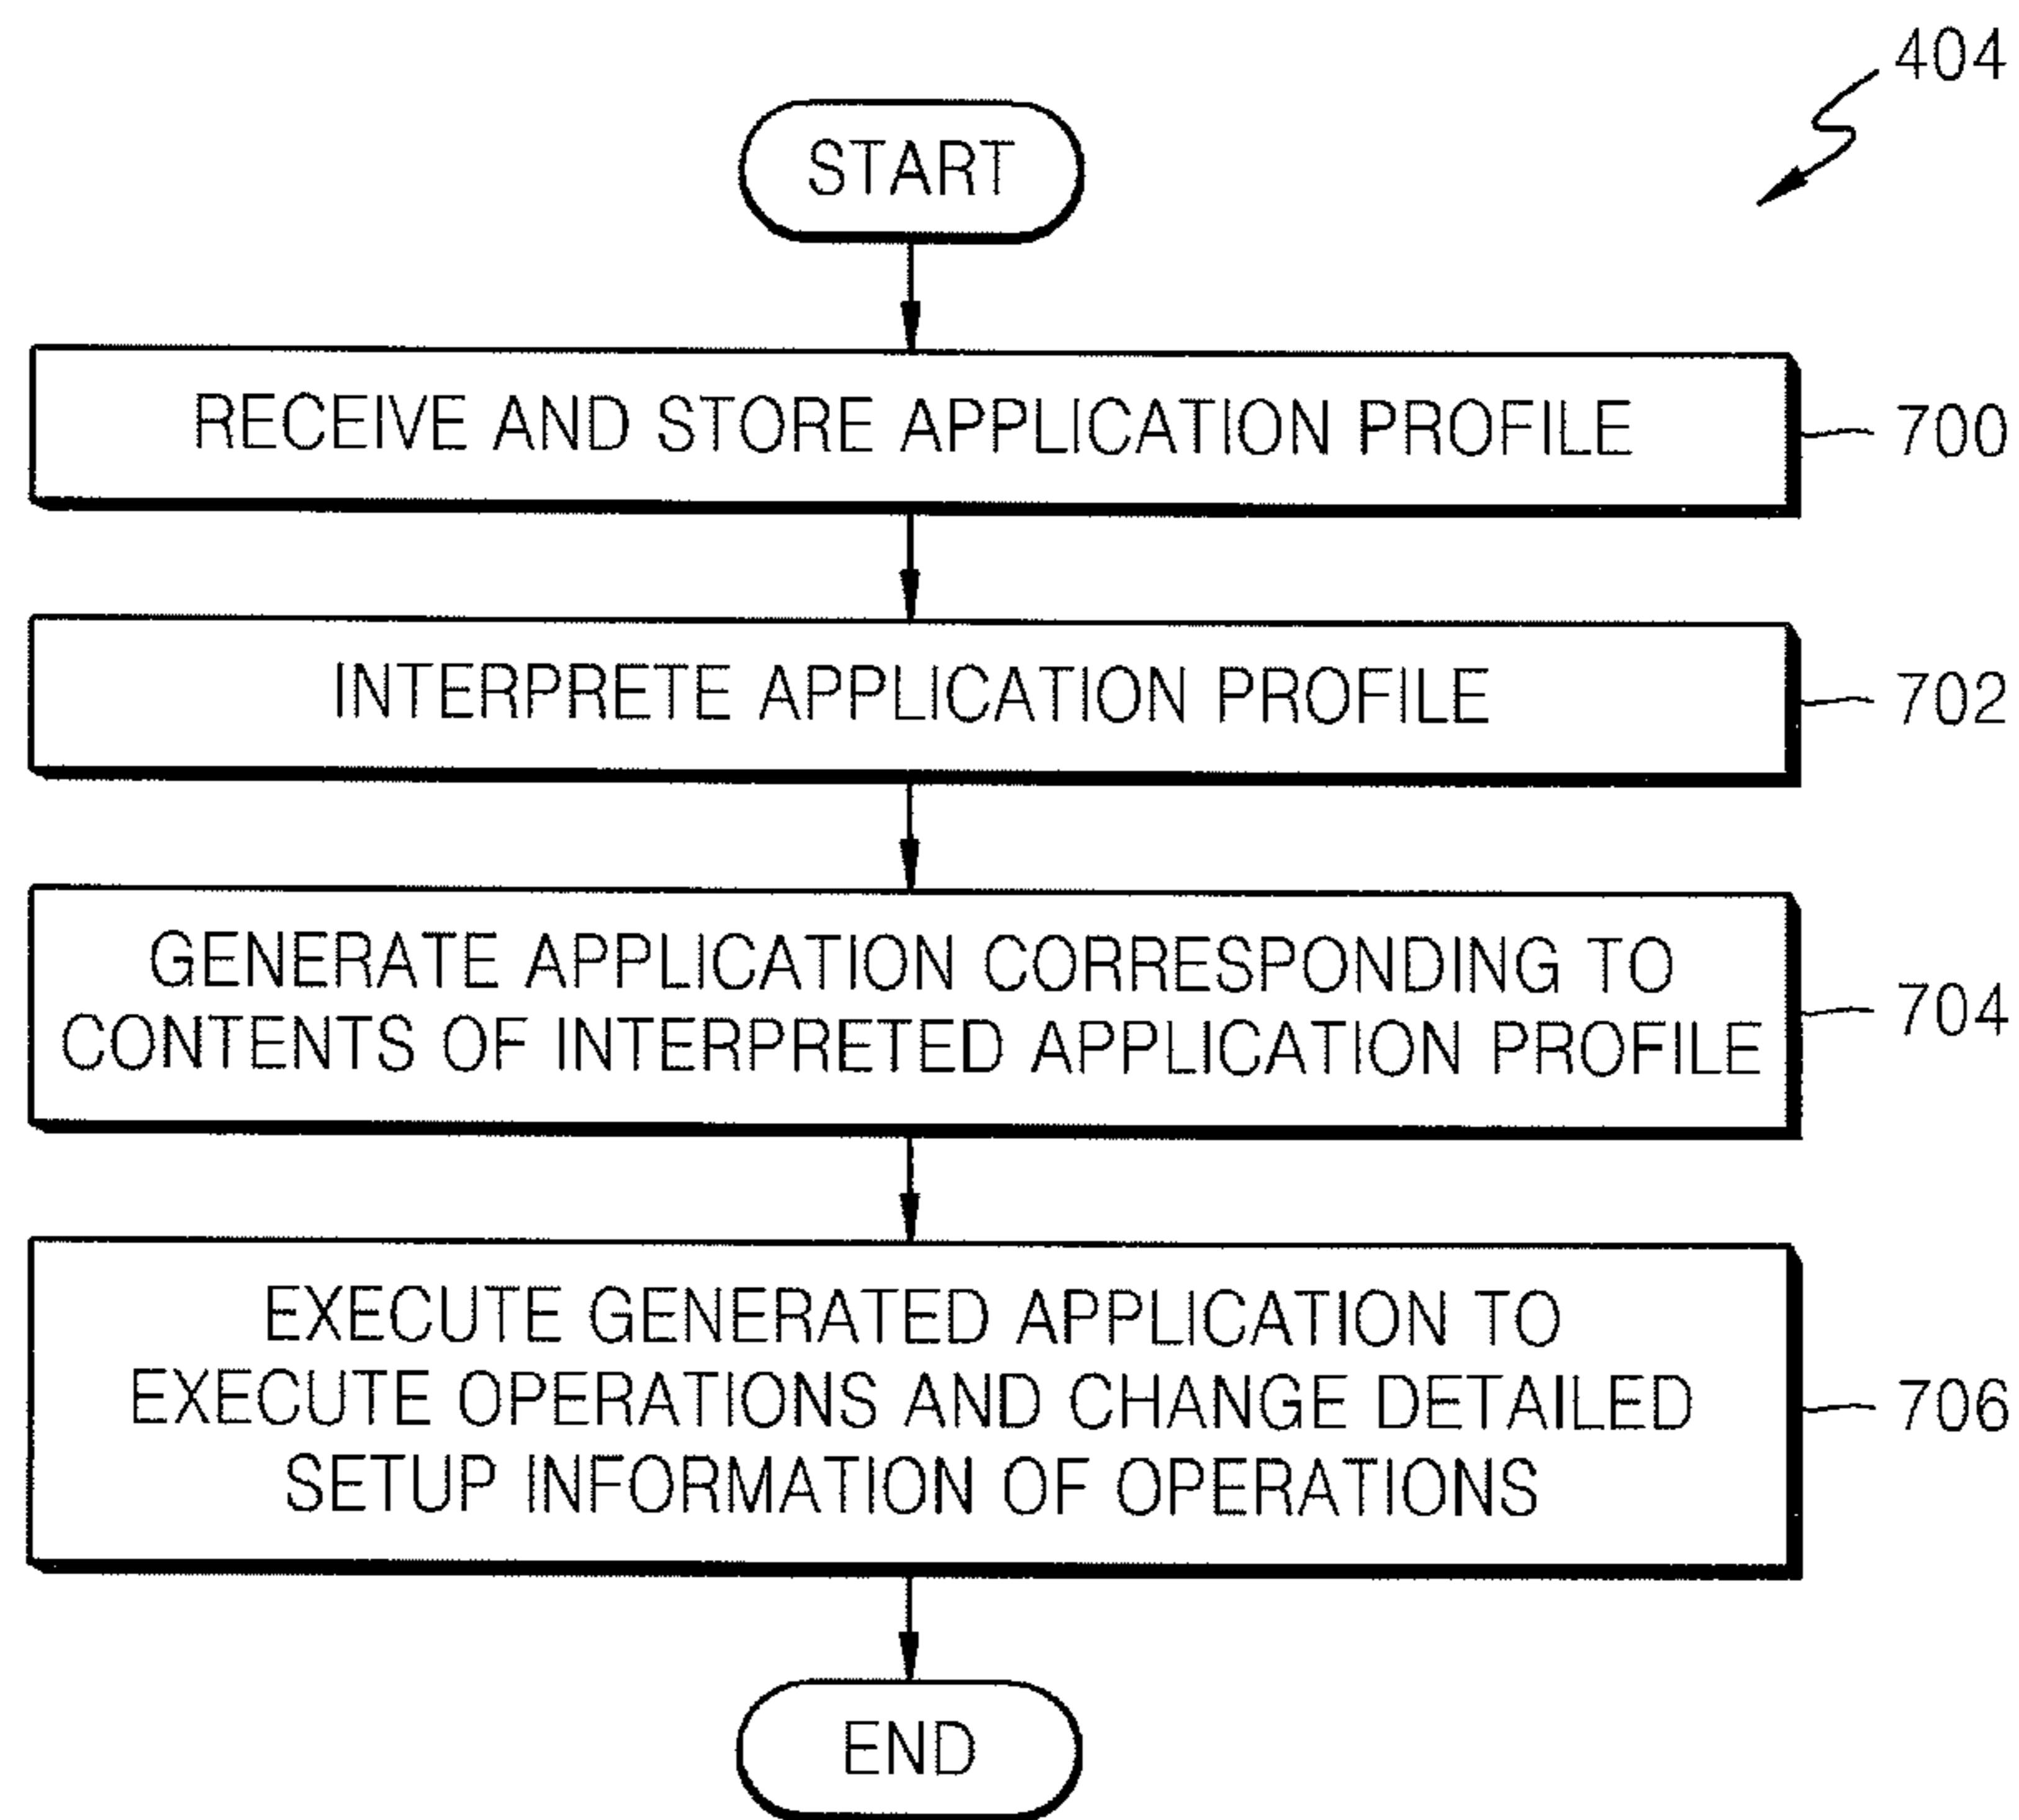 404
START
RECEIVE AND STORE APPLICATION PROFILE
700
INTERPRETE APPLICATION PROFILE
702
GENERATE APPLICATION CORRESPONDING TO
CONTENTS OF INTERPRETED APPLICATION PROFILE
704
EXECUTE GENERATED APPLICATION TO
EXECUTE OPERATIONS AND CHANGE DETAILED
SETUP INFORMATION OF OPERATIONS
706
END